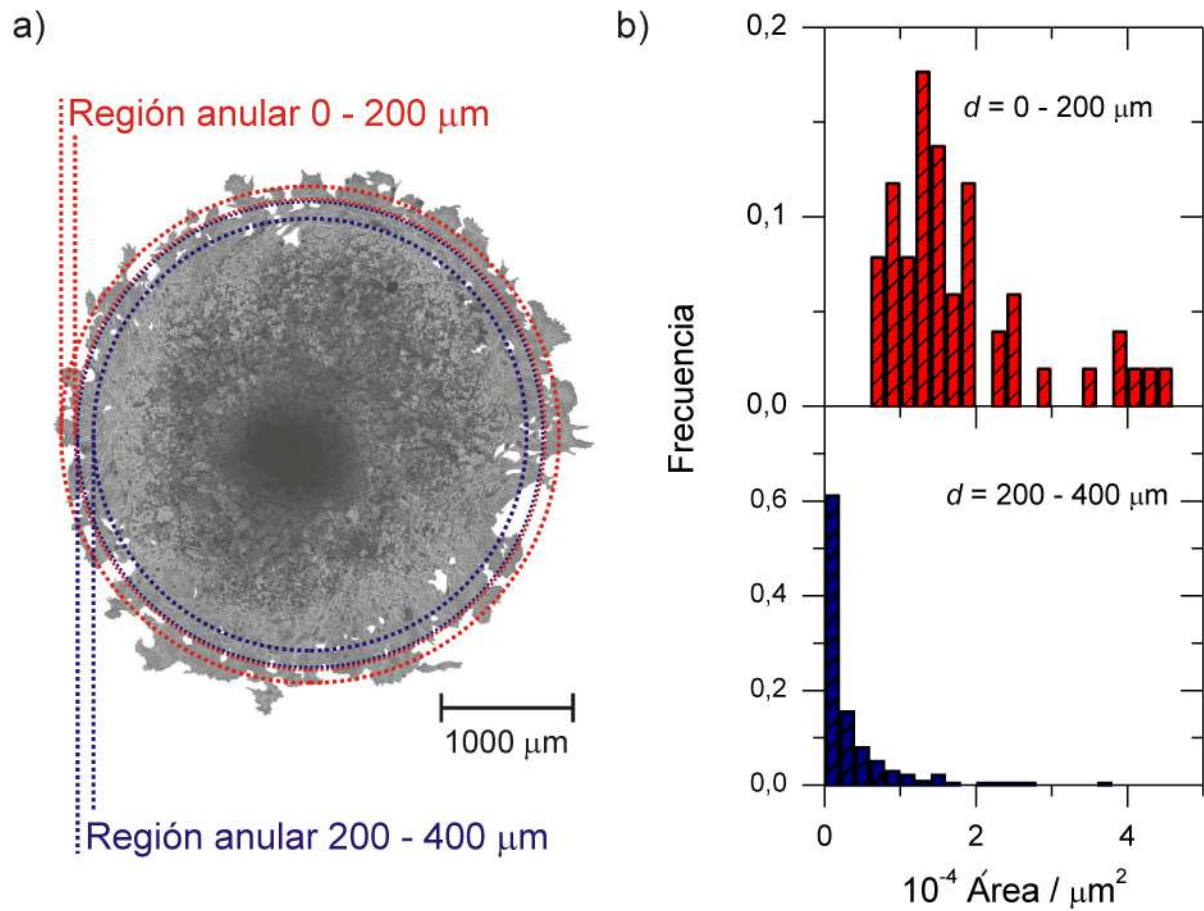 a)
Región anular 0 - 200 μm
1000 μm
Región anular 200 - 400 μm
b)
Frecuencia
0,2
0,1
0,0
d = 0 - 200 μm
0,6
0,4
0,2
0,0
d = 200 - 400 μm
0 2 4
10⁻⁴ Área / μm²